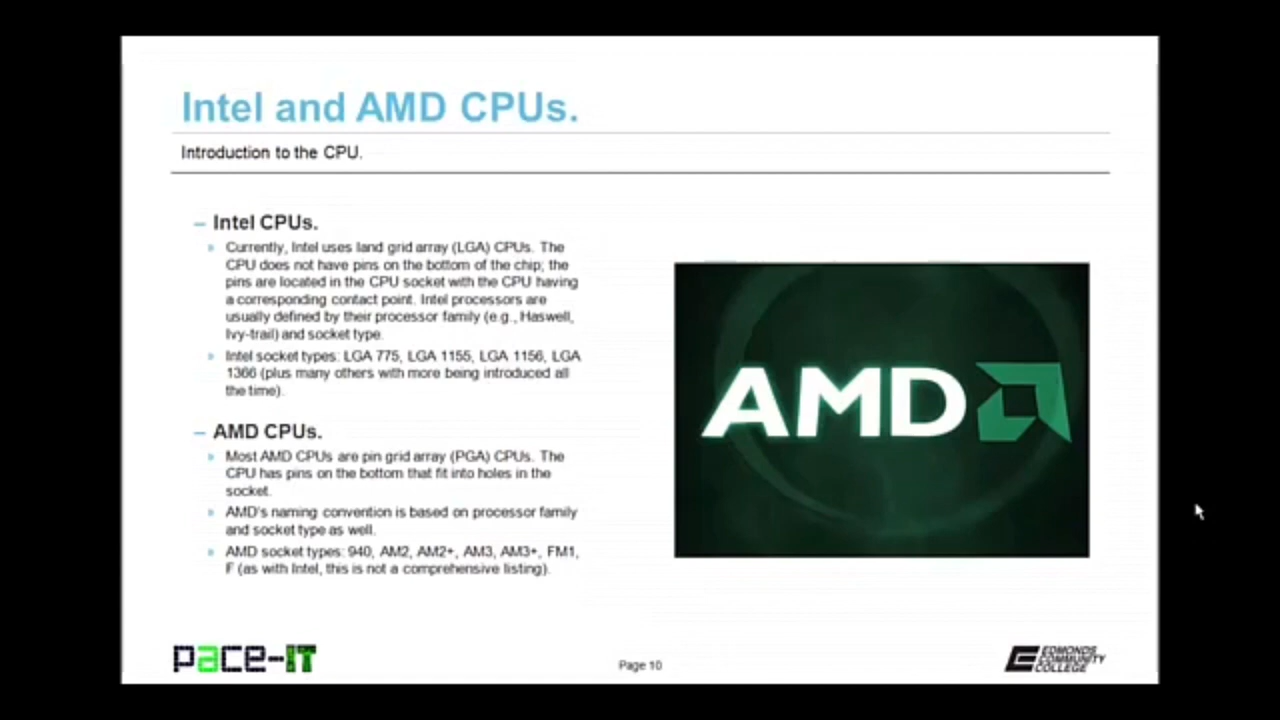 Intel and AMD CPUs.
Introduction to the CPU.
– Intel CPUs.
» Currently, Intel uses land grid array (LGA) CPUs. The
CPU does not have pins on the bottom of the chip; the
pins are located in the CPU socket with the CPU having
a corresponding contact point. Intel processors are
usually defined by their processor family (e.g., Haswell,
Ivy-trail) and socket type.
» Intel socket types: LGA 775, LGA 1155, LGA 1156, LGA
1366 (plus many others with more being introduced all
the time).
– AMD CPUs.
» Most AMD CPUs are pin grid array (PGA) CPUs. The
CPU has pins on the bottom that fit into holes in the
socket.
» AMD's naming convention is based on processor family
and socket type as well.
» AMD socket types: 940, AM2, AM2+, AM3, AM3+, FM1,
F (as with Intel, this is not a comprehensive listing).
AMD
pace-IT
Page 10
EDMONDS
COMMUNITY
COLLEGE